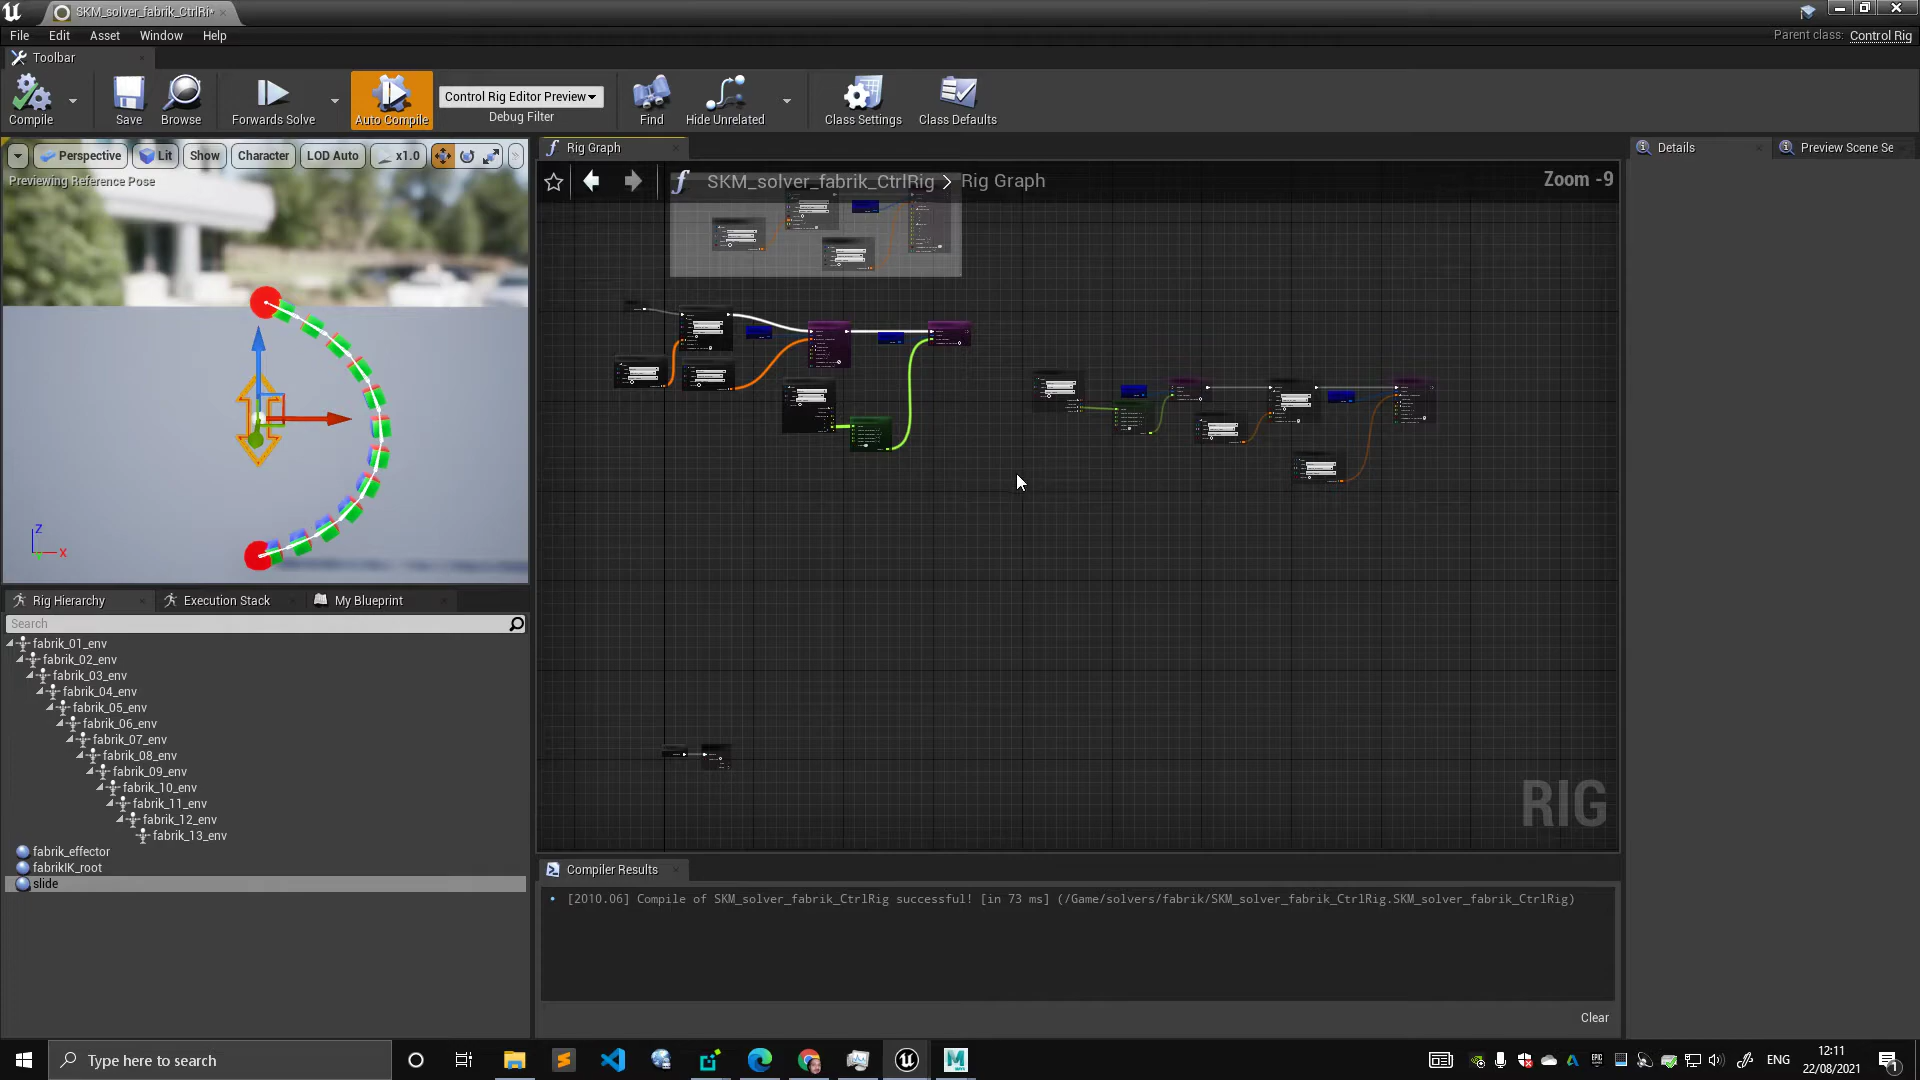 SKM_solver_fabrik_CtrlRi*
File Edit Asset Window Help
Parent class: Control Rig
Toolbar
Compile
Save
Browse
Forwards Solve
Auto Compile
Control Rig Editor Preview
Debug Filter
Find
Hide Unrelated
Class Settings
Class Defaults
Perspective
Lit
Show
Character
LOD Auto
x1.0
Previewing Reference Pose
Z
X
Rig Graph
SKM_solver_fabrik_CtrlRig > Rig Graph
Zoom -9
RIG
Details
Preview Scene Se
Rig Hierarchy
Execution Stack
My Blueprint
Search
fabrik_01_env
fabrik_02_env
fabrik_03_env
fabrik_04_env
fabrik_05_env
fabrik_06_env
fabrik_07_env
fabrik_08_env
fabrik_09_env
fabrik_10_env
fabrik_11_env
fabrik_12_env
fabrik_13_env
fabrik_effector
fabrikIK_root
slide
Compiler Results
[2010.06] Compile of SKM_solver_fabrik_CtrlRig successful! [in 73 ms] (/Game/solvers/fabrik/SKM_solver_fabrik_CtrlRig.SKM_solver_fabrik_CtrlRig)
Clear
Type here to search
ENG
12:11
22/08/2021
1